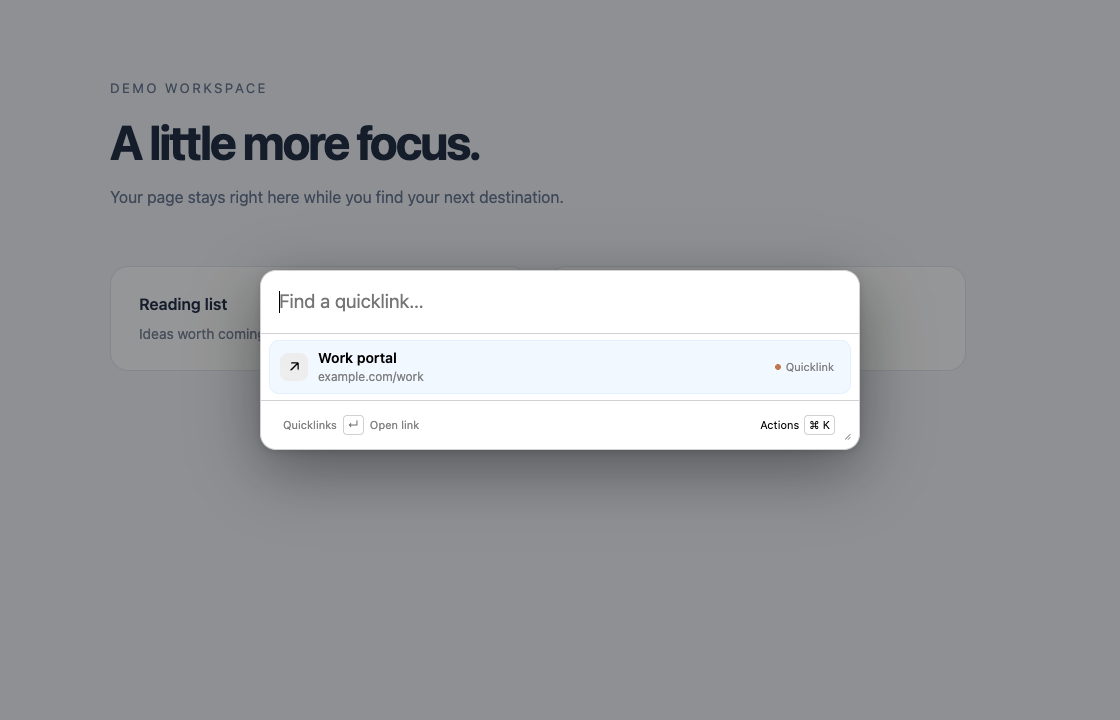 DEMO WORKSPACE
A little more focus.
Your page stays right here while you find your next destination.
Reading list
Ideas worth coming
Find a quicklink...
Work portal
example.com/work
Quicklink
Quicklinks ↵ Open link
Actions ⌘ K